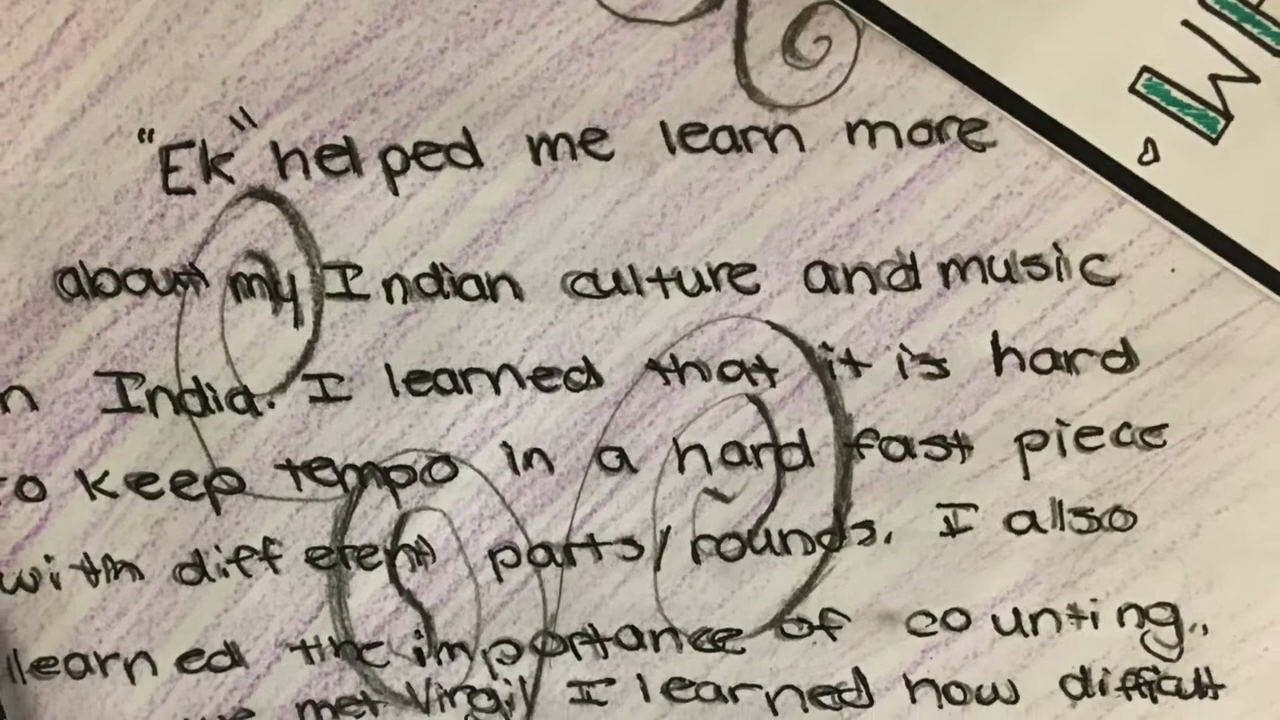 "Ek" helped me learn more
about my Indian culture and music
n India. I learned that it is hard
to keep tempo in a hard fast piece
with different parts/rounds. I also
learned the importance of counting.,
met Virgil I learned how difficult